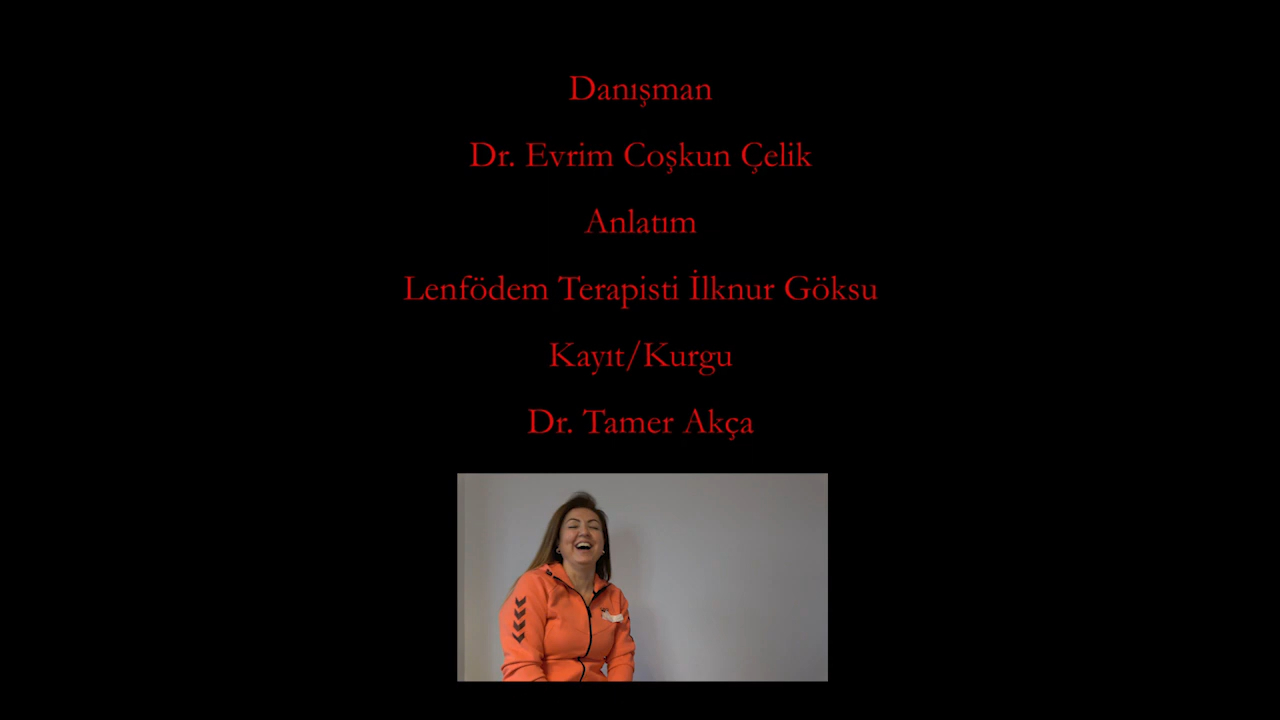 Danışman
Dr. Evrim Coşkun Çelik
Anlatım
Lenfödem Terapisti İlknur Göksu
Kayıt/Kurgu
Dr. Tamer Akça